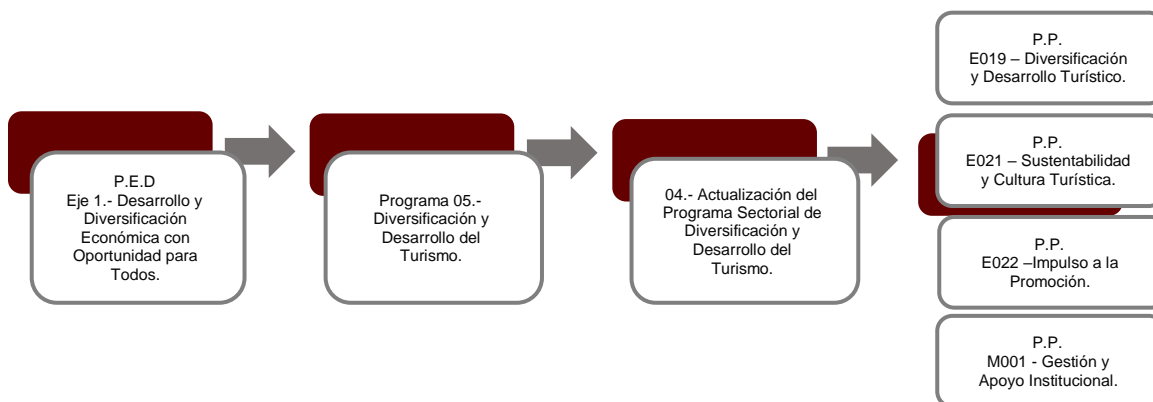 P.E.D
Eje 1.- Desarrollo y
Diversificación
Económica con
Oportunidad para
Todos.
Programa 05.-
Diversificación y
Desarrollo del
Turismo.
04.- Actualización del
Programa Sectorial de
Diversificación y
Desarrollo del
Turismo.
P.P.
E019 – Diversificación
y Desarrollo Turístico.
P.P.
E021 – Sustentabilidad
y Cultura Turística.
P.P.
E022 –Impulso a la
Promoción.
P.P.
M001 - Gestión y
Apoyo Institucional.